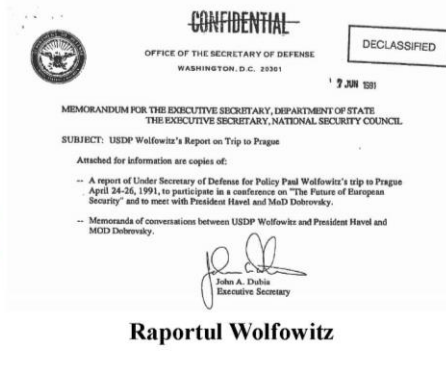 CONFIDENTIAL
DECLASSIFIED
OFFICE OF THE SECRETARY OF DEFENSE
WASHINGTON, D.C. 20301
7 JUN 1991
MEMORANDUM FOR THE EXECUTIVE SECRETARY, DEPARTMENT OF STATE
THE EXECUTIVE SECRETARY, NATIONAL SECURITY COUNCIL
SUBJECT: USDP Wolfowitz's Report on Trip to Prague
Attached for information are copies of:
-- A report of Under Secretary of Defense for Policy Paul Wolfowitz's trip to Prague
April 24-26, 1991, to participate in a conference on "The Future of European
Security" and to meet with President Havel and MoD Dobrovsky.
-- Memoranda of conversations between USDP Wolfowitz and President Havel and
MOD Dobrovsky.
John A. Dubia
Executive Secretary
Raportul Wolfowitz